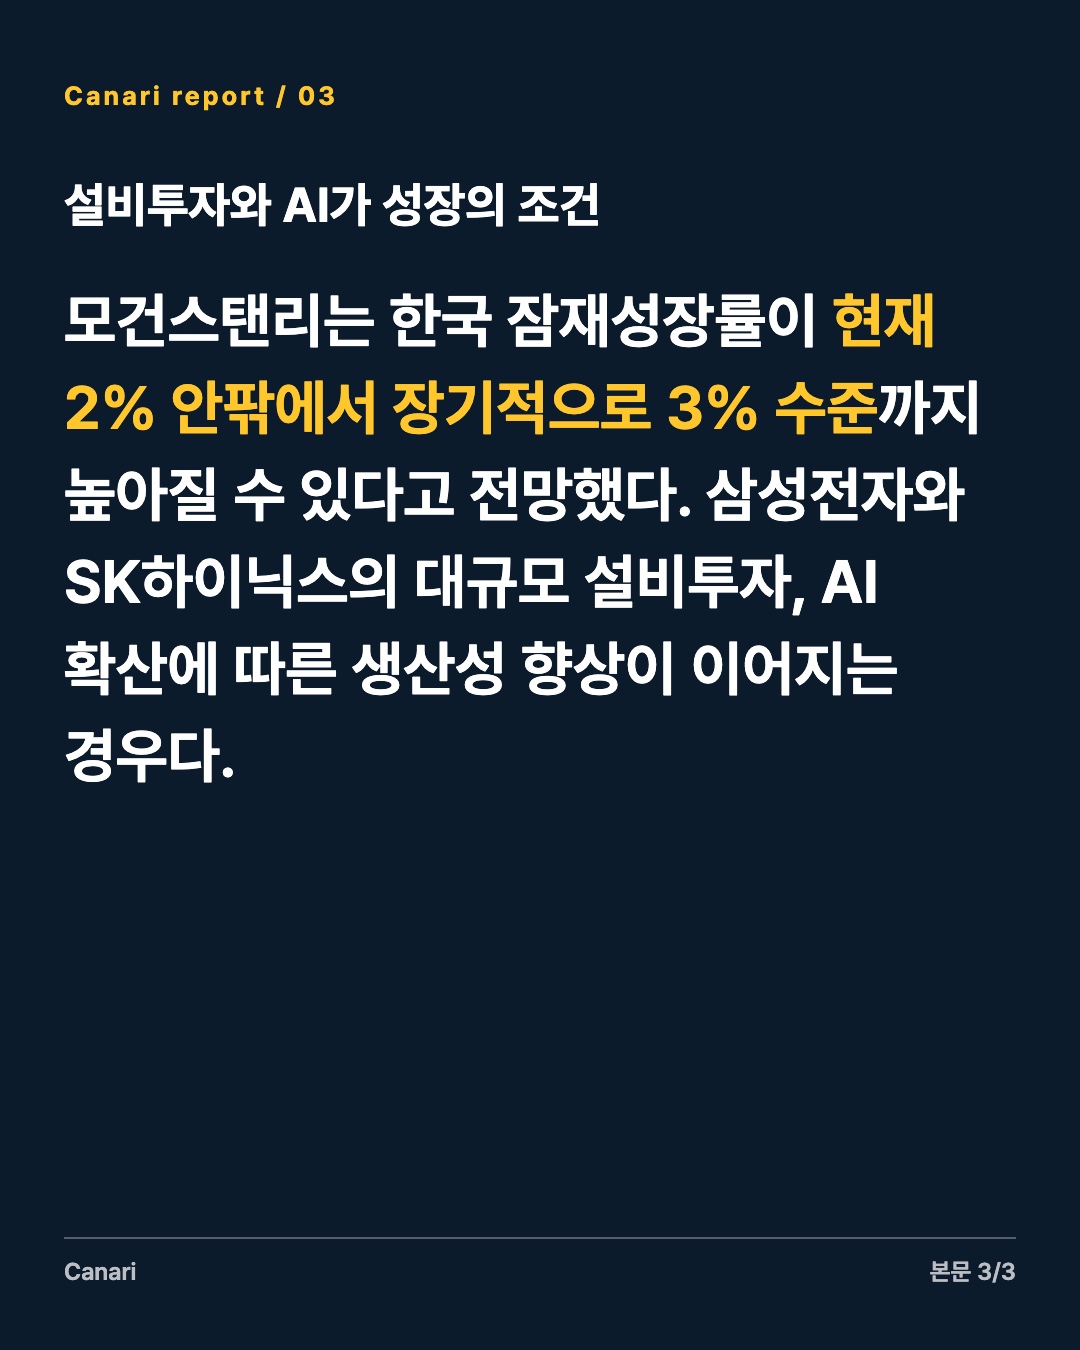 Canari report / 03
설비투자와 AI가 성장의 조건
모건스탠리는 한국 잠재성장률이 현재
2% 안팎에서 장기적으로 3% 수준까지
높아질 수 있다고 전망했다. 삼성전자와
SK하이닉스의 대규모 설비투자, AI
확산에 따른 생산성 향상이 이어지는
경우다.
Canari
본문 3/3